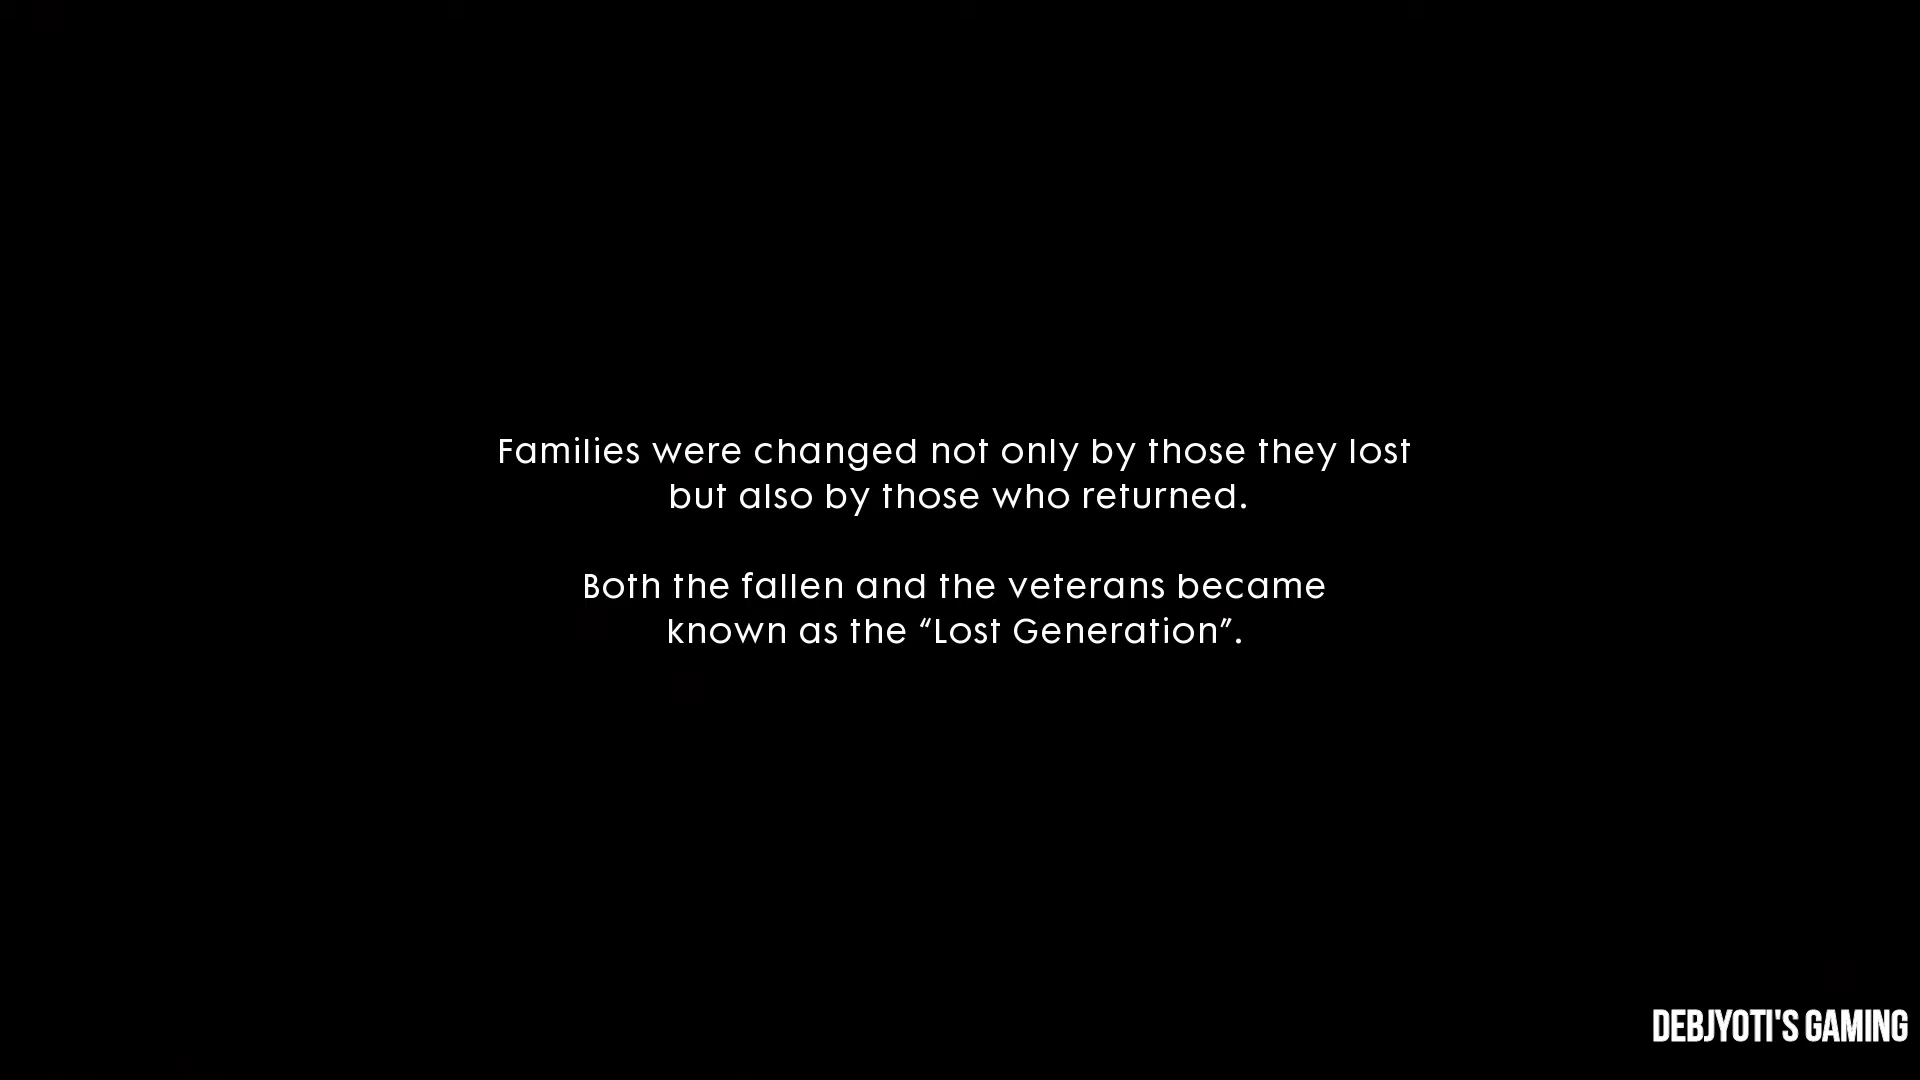 Families were changed not only by those they lost
but also by those who returned.
Both the fallen and the veterans became
known as the “Lost Generation”.
DEBJYOTI'S GAMING